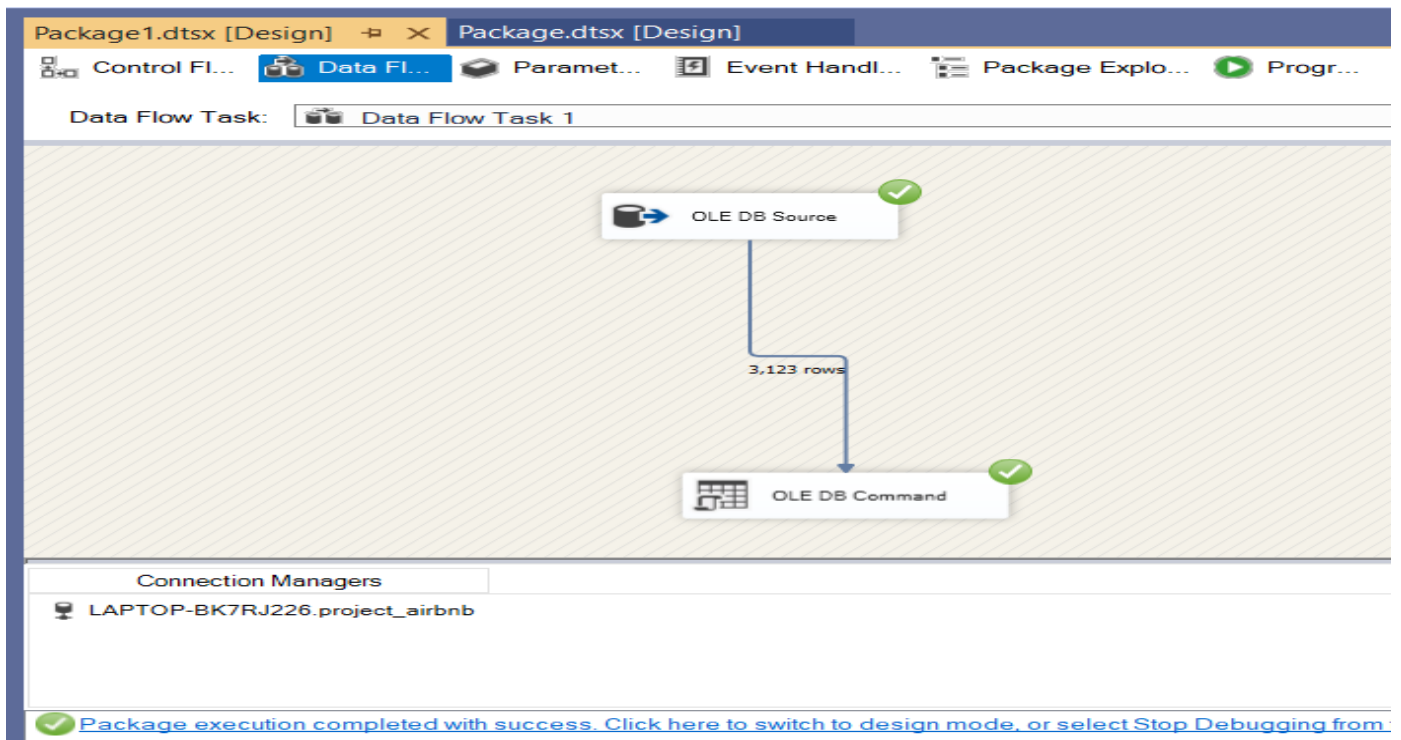 Package1.dtsx [Design] Package.dtsx [Design]
Control Fl... Data Fl... Paramet... Event Handl... Package Explo... Progr...
Data Flow Task: Data Flow Task 1
OLE DB Source
3,123 rows
OLE DB Command
Connection Managers
LAPTOP-BK7RJ226.project_airbnb
Package execution completed with success. Click here to switch to design mode, or select Stop Debugging from